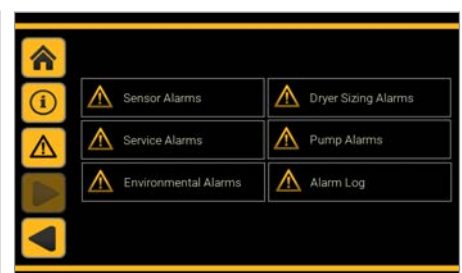 Sensor Alarms
Dryer Sizing Alarms
Service Alarms
Pump Alarms
Environmental Alarms
Alarm Log